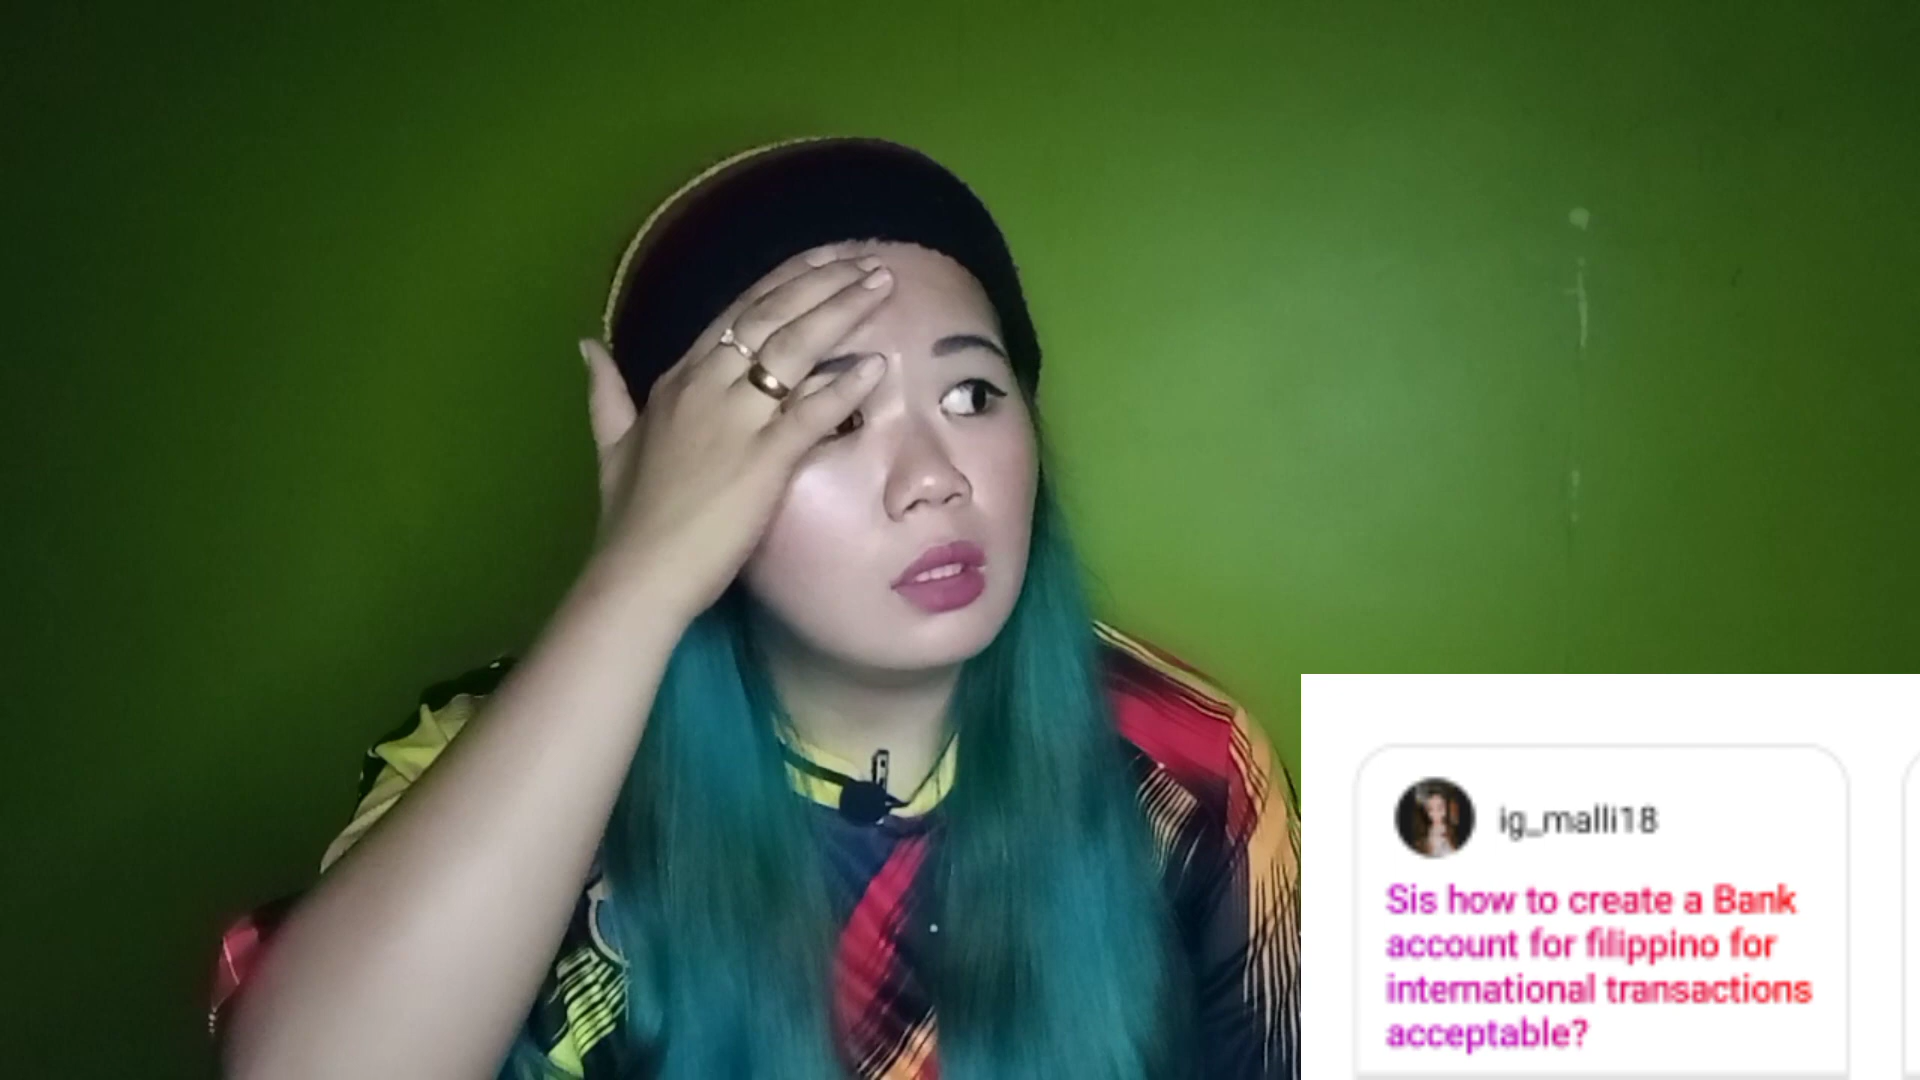 ig_malli18
Sis how to create a Bank
account for filippino for
international transactions
acceptable?